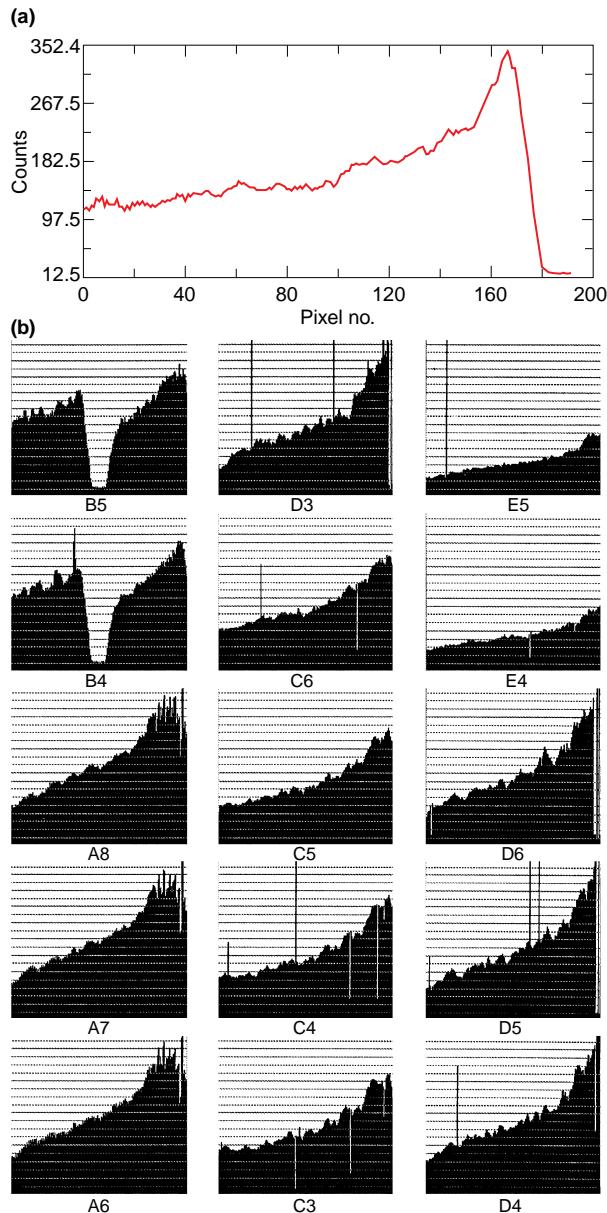 (a)
352.4
267.5
182.5
97.5
12.5
Counts
0 40 80 120 160 200
Pixel no.
(b)
B5 D3 E5
B4 C6 E4
A8 C5 D6
A7 C4 D5
A6 C3 D4